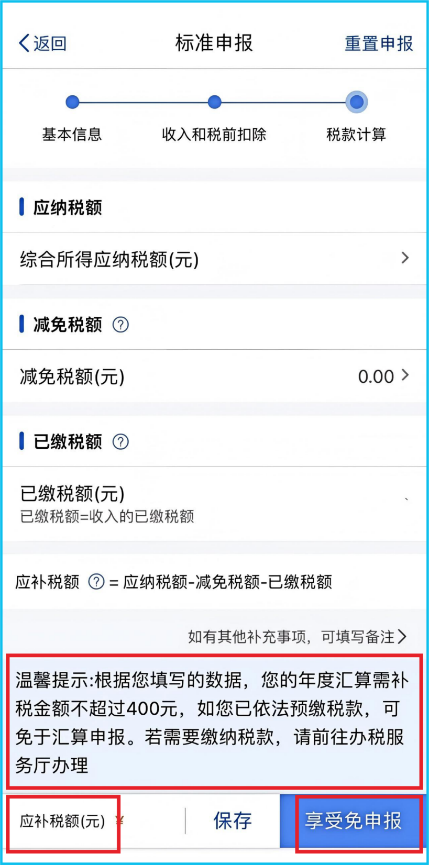 返回 标准申报 重置申报
基本信息 收入和税前扣除 税款计算
应纳税额
综合所得应纳税额(元)
减免税额 ?
减免税额(元) 0.00
已缴税额 ?
已缴税额(元)
已缴税额=收入的已缴税额
应补税额 ? = 应纳税额-减免税额-已缴税额
如有其他补充事项，可填写备注
温馨提示:根据您填写的数据，您的年度汇算需补
税金额不超过400元，如您已依法预缴税款，可
免于汇算申报。若需要缴纳税款，请前往办税服
务厅办理
应补税额(元) ¥ 保存 享受免申报